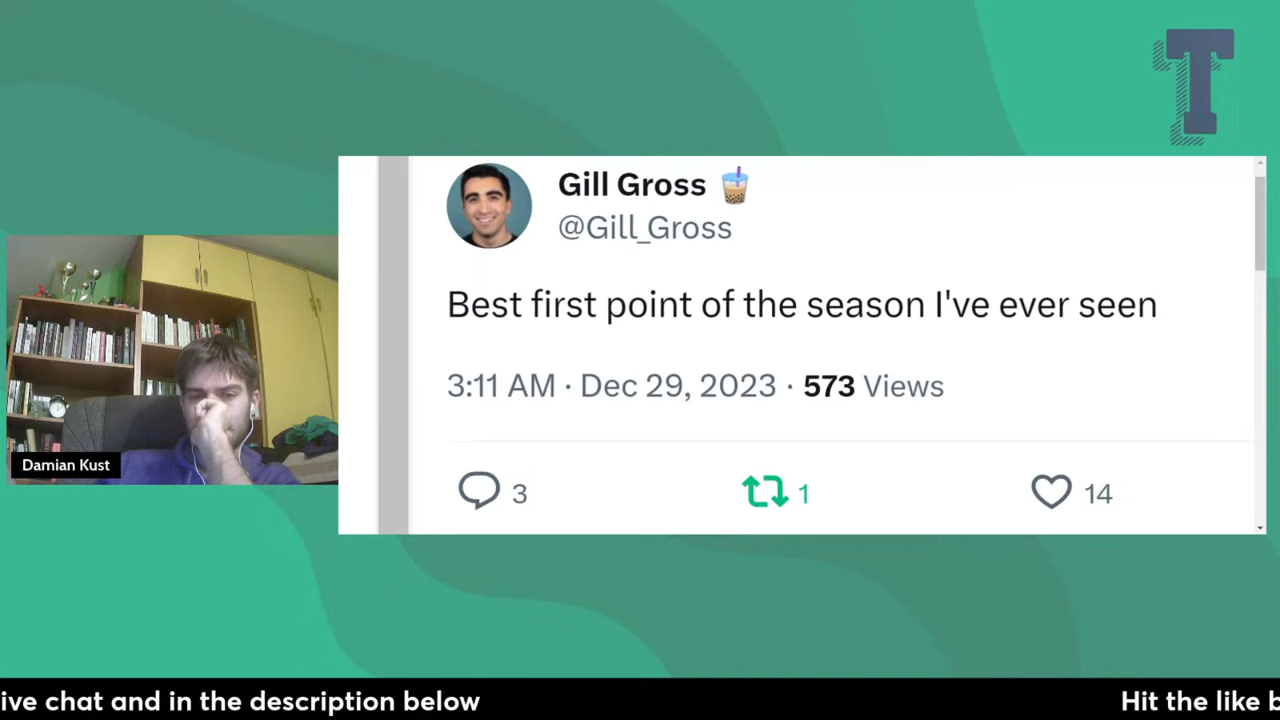 T
Gill Gross
@Gill_Gross
Best first point of the season I've ever seen
3:11 AM · Dec 29, 2023 · 573 Views
3
1
14
Damian Kust
ive chat and in the description below
Hit the like b